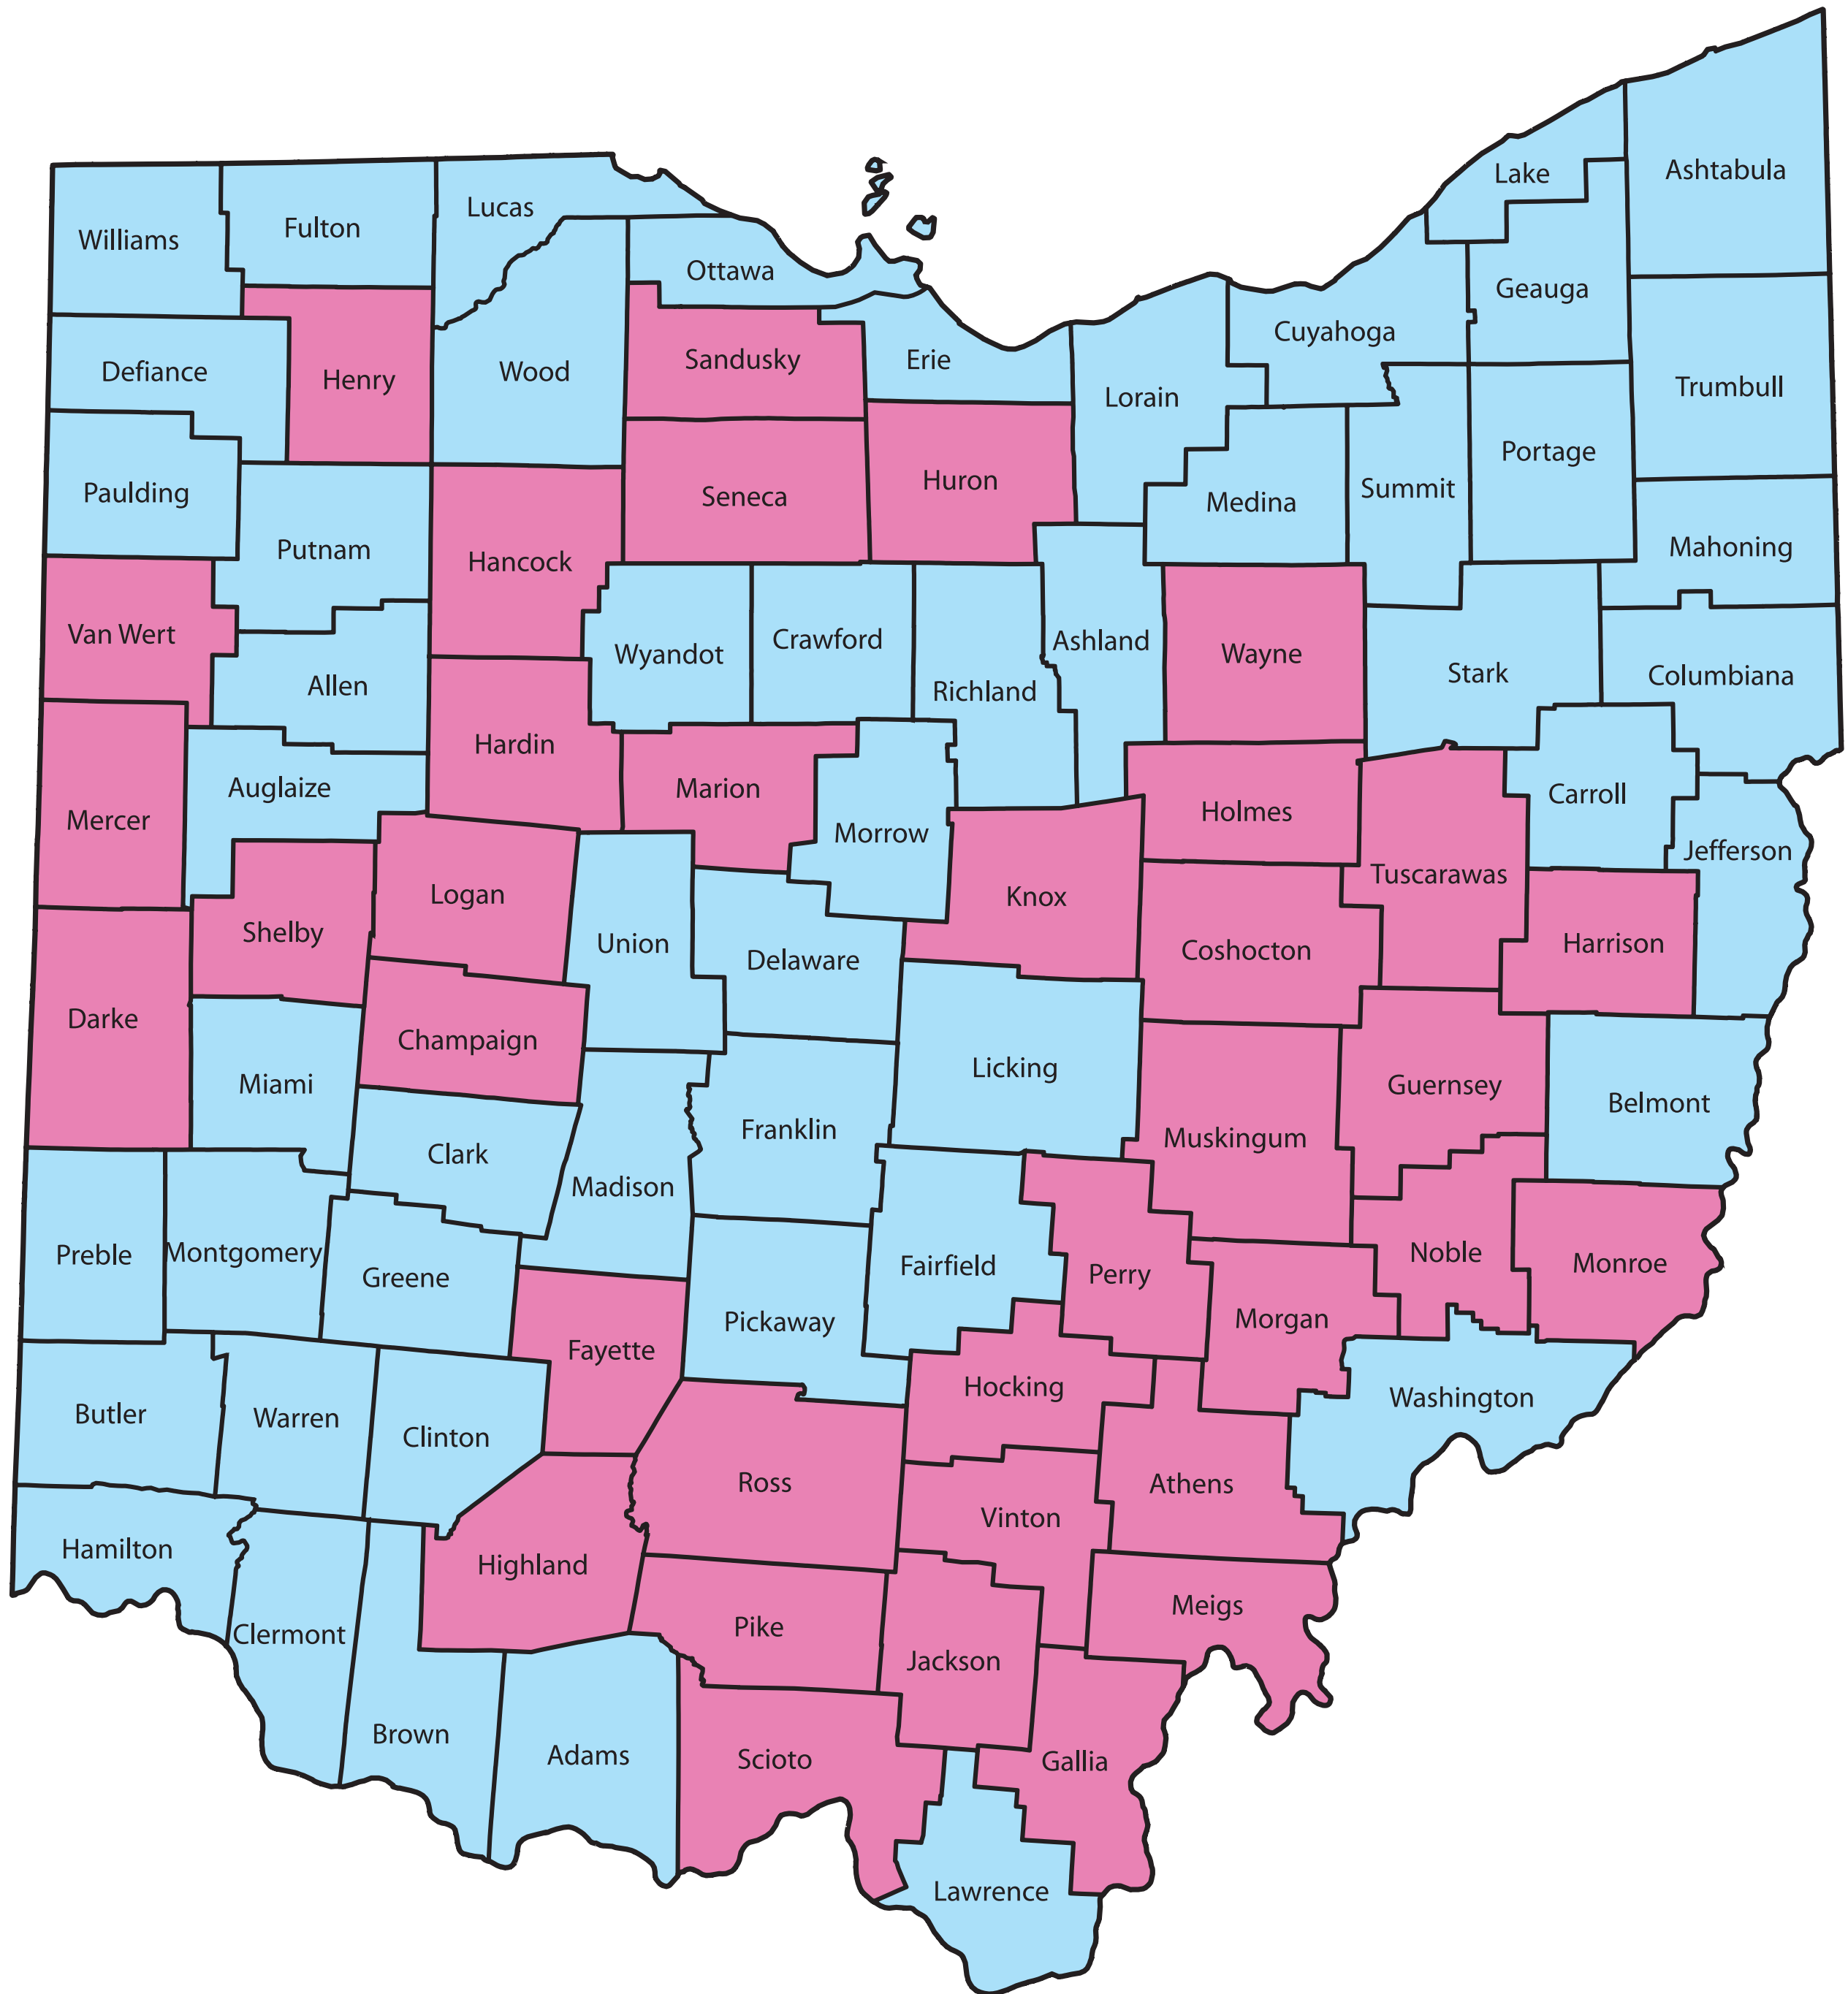 Lake
Ashtabula
Williams
Fulton
Lucas
Ottawa
Geauga
Cuyahoga
Defiance
Henry
Wood
Sandusky
Erie
Lorain
Trumbull
Paulding
Putnam
Hancock
Seneca
Huron
Medina
Summit
Portage
Mahoning
Van Wert
Allen
Wyandot
Crawford
Richland
Ashland
Wayne
Stark
Columbiana
Mercer
Auglaize
Hardin
Marion
Morrow
Holmes
Carroll
Jefferson
Tuscarawas
Shelby
Logan
Union
Delaware
Knox
Coshocton
Harrison
Darke
Miami
Champaign
Licking
Muskingum
Guernsey
Belmont
Clark
Madison
Franklin
Preble
Montgomery
Greene
Fairfield
Perry
Noble
Monroe
Pickaway
Morgan
Fayette
Hocking
Washington
Butler
Warren
Clinton
Ross
Athens
Vinton
Hamilton
Highland
Meigs
Clermont
Pike
Jackson
Brown
Adams
Scioto
Gallia
Lawrence